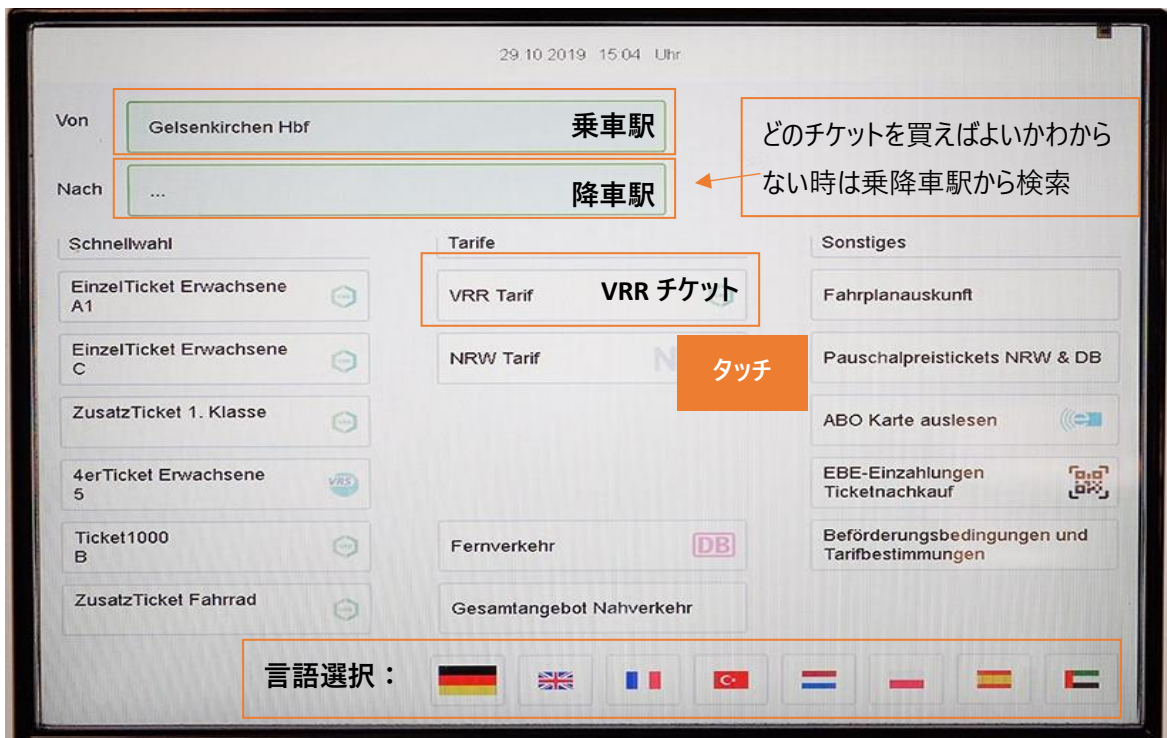 29.10.2019 15:04 Uhr
Von
Gelsenkirchen Hbf
乗車駅
どのチケットを買えばよいかわから
ない時は乗降車駅から検索
Nach
...
降車駅
Schnellwahl
Tarife
Sonstiges
EinzelTicket Erwachsene
A1
VRR Tarif
VRR チケット
Fahrplanauskunft
EinzelTicket Erwachsene
C
NRW Tarif
N
タッチ
Pauschalpreistickets NRW & DB
ZusatzTicket 1. Klasse
ABO Karte auslesen
4erTicket Erwachsene
5
VRS
EBE-Einzahlungen
Ticketnachkauf
Ticket1000
B
Fernverkehr
DB
Beförderungsbedingungen und
Tarifbestimmungen
ZusatzTicket Fahrrad
Gesamtangebot Nahverkehr
言語選択：